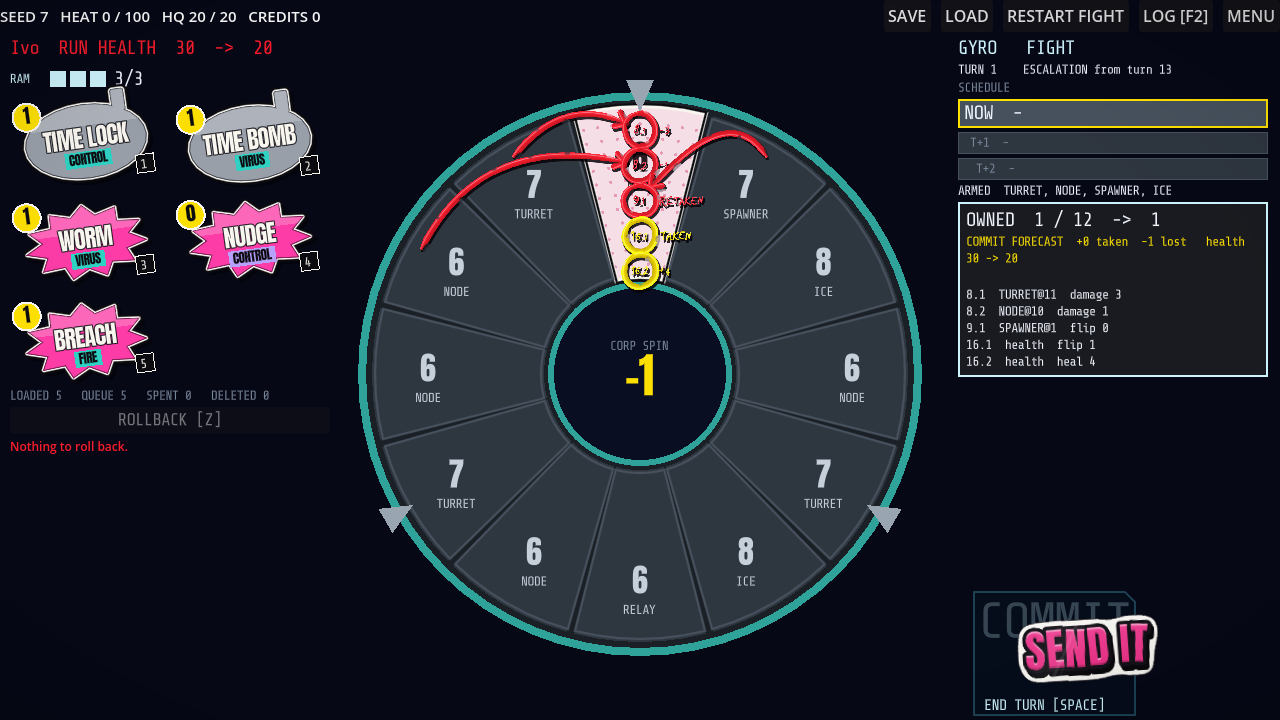 SEED 7 HEAT 0 / 100 HQ 20 / 20 CREDITS 0
SAVE LOAD RESTART FIGHT LOG [F2] MENU
Ivo RUN HEALTH 30 -> 20
RAM 3/3
1 TIME LOCK CONTROL 1
1 TIME BOMB VIRUS 2
1 WORM VIRUS 3
0 NUDGE CONTROL 4
1 BREACH FIRE 5
LOADED 5 QUEUE 5 SPENT 0 DELETED 0
ROLLBACK [Z]
Nothing to roll back.
8.1
9.1 RETAKEN
TAKEN
7 TURRET
7 SPAWNER
6 NODE
8 ICE
6 NODE
CORP SPIN
-1
6 NODE
7 TURRET
7 TURRET
6 NODE
8 ICE
6 RELAY
GYRO FIGHT
TURN 1 ESCALATION from turn 13
SCHEDULE
NOW -
T+1 -
T+2 -
ARMED TURRET, NODE, SPAWNER, ICE
OWNED 1 / 12 -> 1
COMMIT FORECAST +0 taken -1 lost health
30 -> 20
8.1 TURRET@11 damage 3
8.2 NODE@10 damage 1
9.1 SPAWNER@1 flip 0
16.1 health flip 1
16.2 health heal 4
COMMIT
SEND IT
END TURN [SPACE]